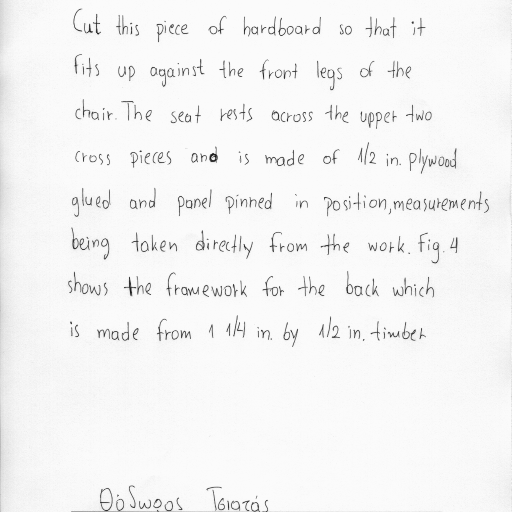 Cut this piece of hardboard so that it
fits up against the front legs of the
chair. The seat rests across the upper two
cross pieces and is made of 1/2 in. plywood
glued and panel pinned in position, measurements
being taken directly from the work. Fig. 4
shows the framework for the back which
is made from 1 1/4 in. by 1/2 in. timber
Θόδωρος Τσιατάς